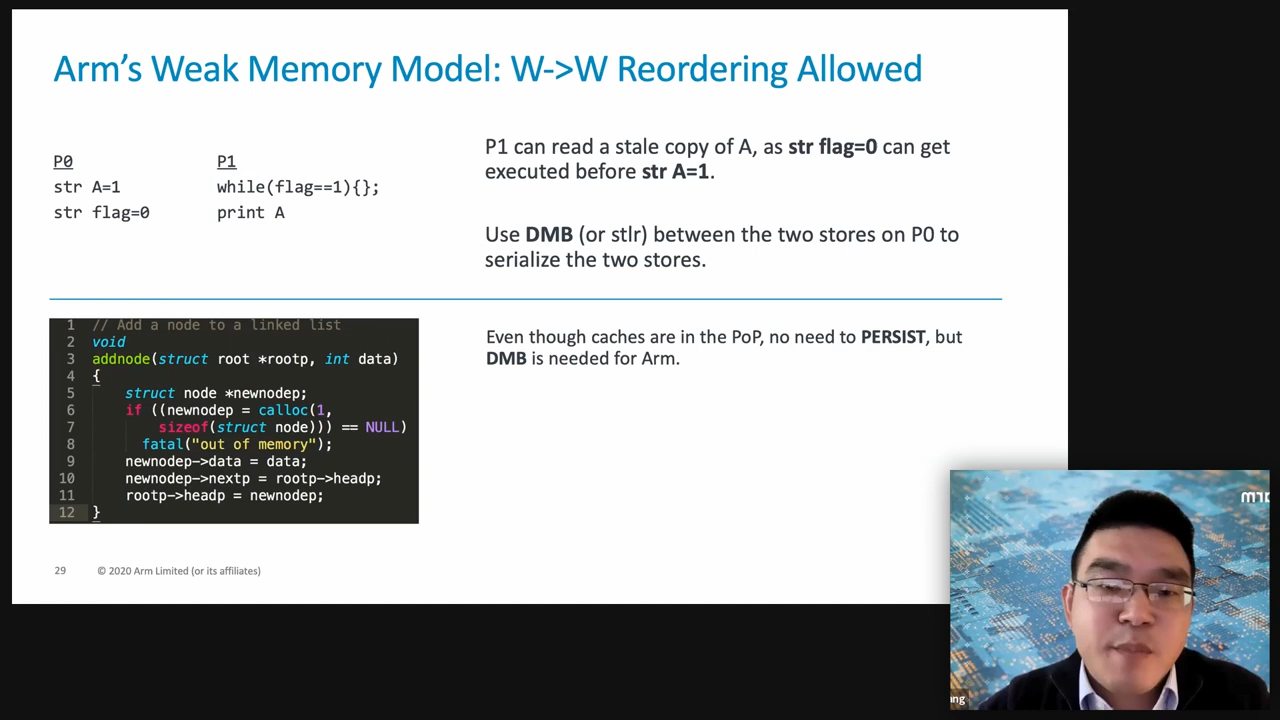 Arm's Weak Memory Model: W->W Reordering Allowed
P0
str A=1
str flag=0
P1
while(flag==1){};
print A
P1 can read a stale copy of A, as str flag=0 can get
executed before str A=1.
Use DMB (or stlr) between the two stores on P0 to
serialize the two stores.
1 // Add a node to a linked list
2 void
3 addnode(struct root *rootp, int data)
4 {
5 struct node *newnodep;
6 if ((newnodep = calloc(1,
7 sizeof(struct node))) == NULL)
8 fatal("out of memory");
9 newnodep->data = data;
10 newnodep->nextp = rootp->headp;
11 rootp->headp = newnodep;
12 }
Even though caches are in the PoP, no need to PERSIST, but
DMB is needed for Arm.
29 © 2020 Arm Limited (or its affiliates)